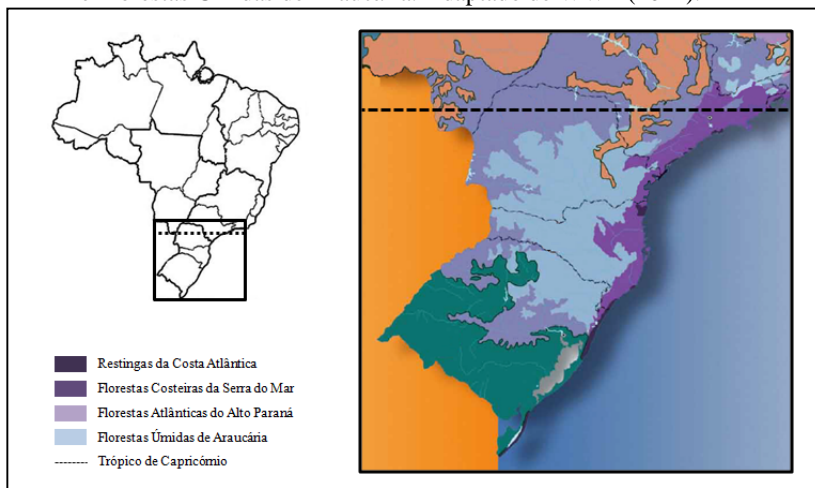 Restingas da Costa Atlântica
Florestas Costeiras da Serra do Mar
Florestas Atlânticas do Alto Paraná
Florestas Úmidas de Araucária
Trópico de Capricórnio